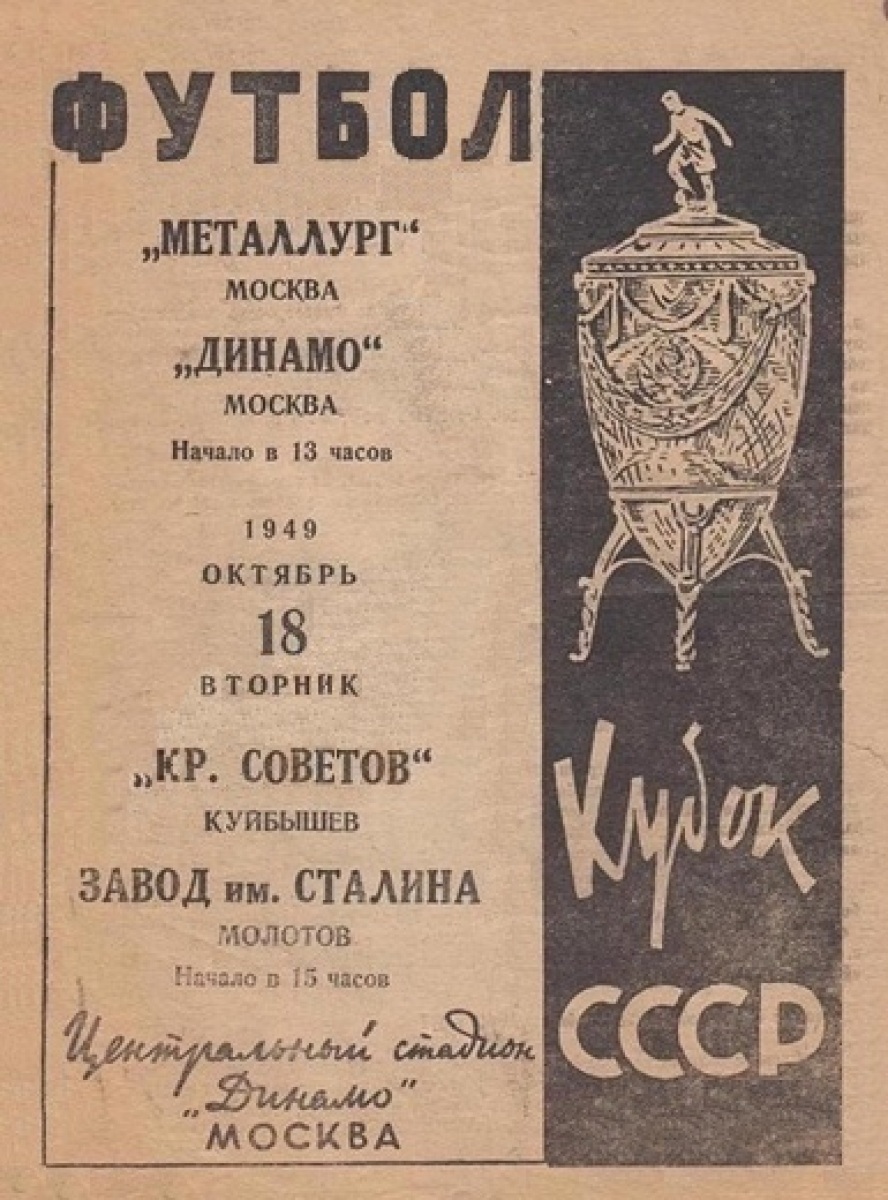 ФУТБОЛ
„МЕТАЛЛУРГ“
МОСКВА
„ДИНАМО“
МОСКВА
Начало в 13 часов
1949
ОКТЯБРЬ
18
ВТОРНИК
„КР. СОВЕТОВ“
КУЙБЫШЕВ
ЗАВОД им. СТАЛИНА
МОЛОТОВ
Начало в 15 часов
Центральный стадион
„Динамо”
МОСКВА
Кубок
СССР